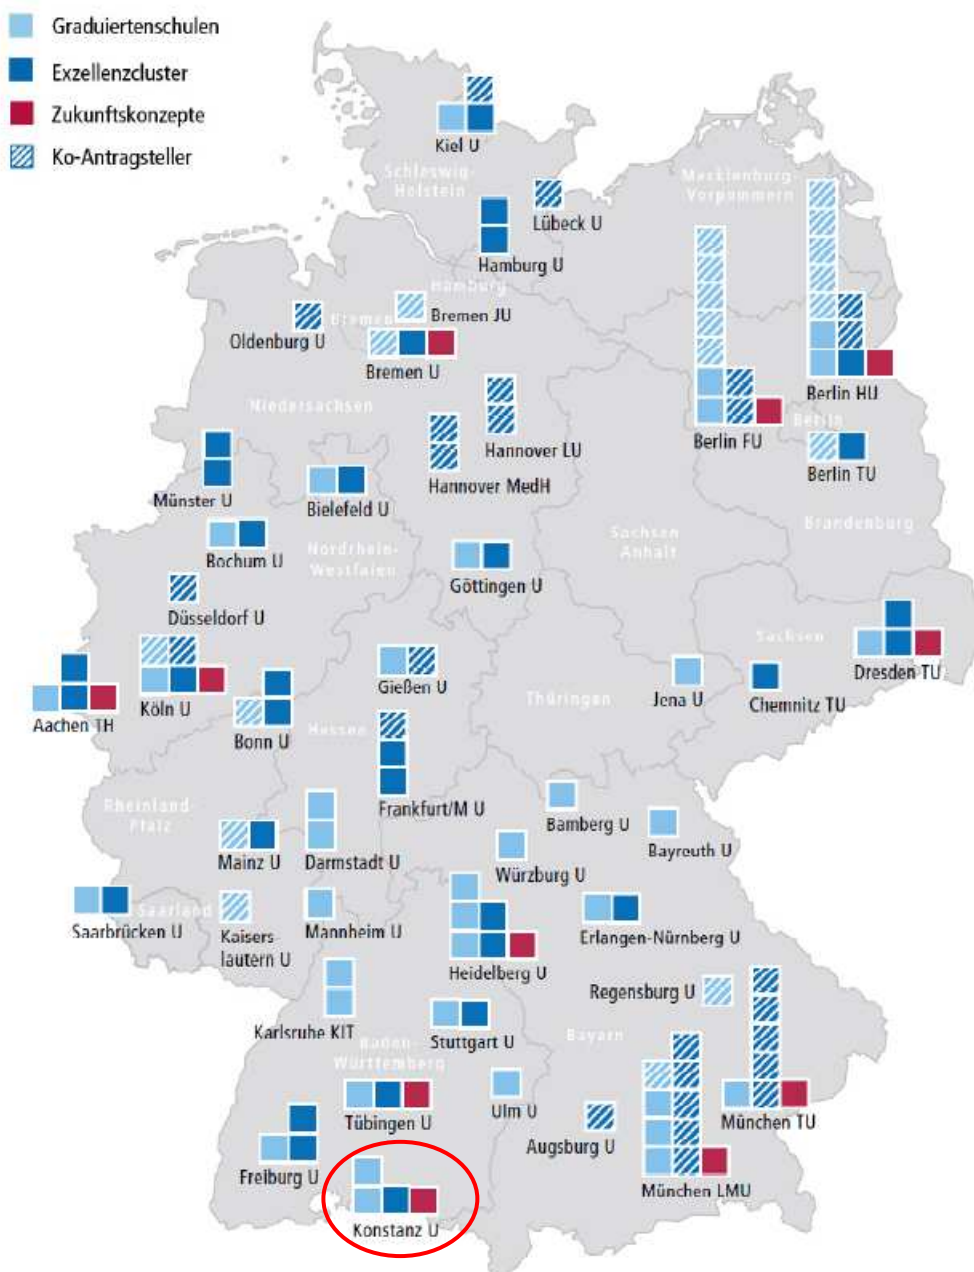 Graduiertenschulen
Exzellenzcluster
Zukunftskonzepte
Ko-Antragsteller
Kiel U
Schleswig-
Holstein
Mecklenburg-
Vorpommern
Lübeck U
Hamburg U
Hamburg
Bremen JU
Bremen
Oldenburg U
Bremen U
Niedersachsen
Hannover LU
Hannover MedH
Berlin HU
Berlin
Berlin FU
Berlin TU
Brandenburg
Münster U
Bielefeld U
Bochum U
Nordrhein-
Westfalen
Göttingen U
Sachsen
Anhalt
Düsseldorf U
Sachsen
Dresden TU
Aachen TH
Köln U
Bonn U
Gießen U
Hessen
Thüringen
Jena U
Chemnitz TU
Frankfurt/M U
Rheinland-
Pfalz
Mainz U
Darmstadt U
Bamberg U
Bayreuth U
Würzburg U
Saarbrücken U
Saarland
Kaisers
lautern U
Mannheim U
Heidelberg U
Erlangen-Nürnberg U
Regensburg U
Karlsruhe KIT
Stuttgart U
Baden-
Württemberg
Bayern
Tübingen U
Ulm U
Augsburg U
München TU
München LMU
Freiburg U
Konstanz U